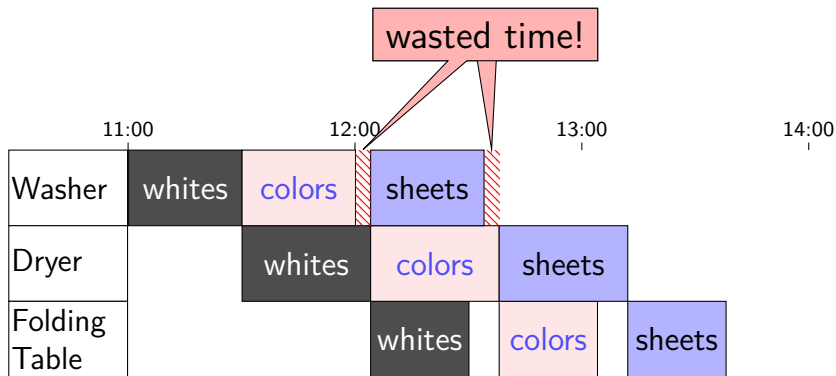 wasted time!
11:00 12:00 13:00 14:00
Washer whites colors sheets
Dryer whites colors sheets
Folding
Table whites colors sheets